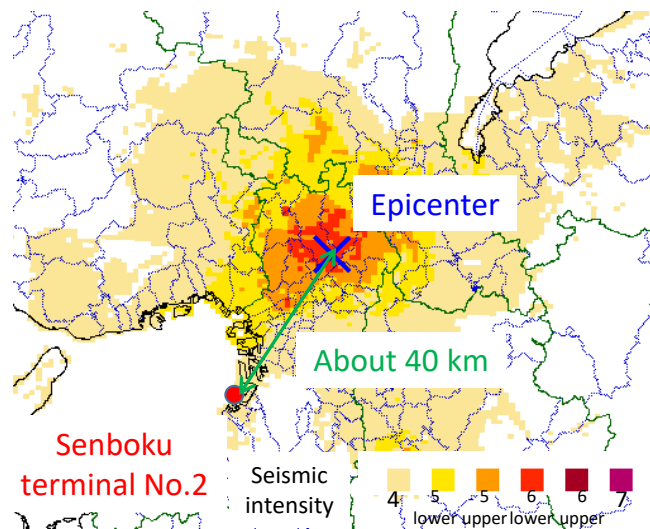 Epicenter
About 40 km
Senboku
terminal No.2
Seismic
intensity
4 5 5 6 6 7
lower upper lower upper